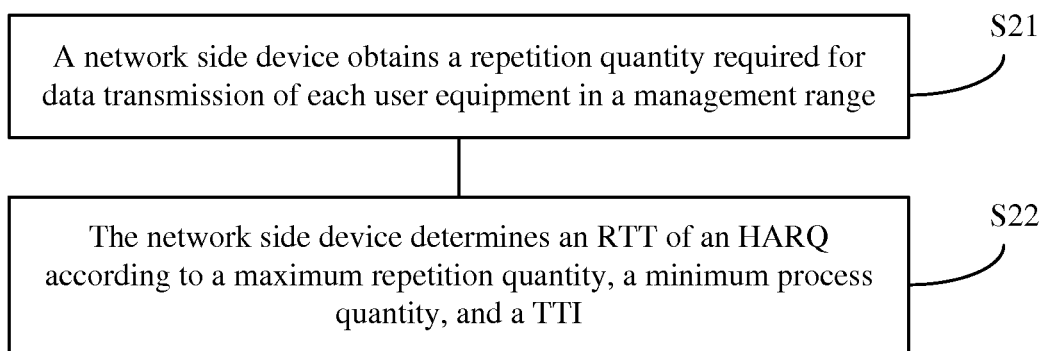 S21
A network side device obtains a repetition quantity required for
data transmission of each user equipment in a management range
S22
The network side device determines an RTT of an HARQ
according to a maximum repetition quantity, a minimum process
quantity, and a TTI